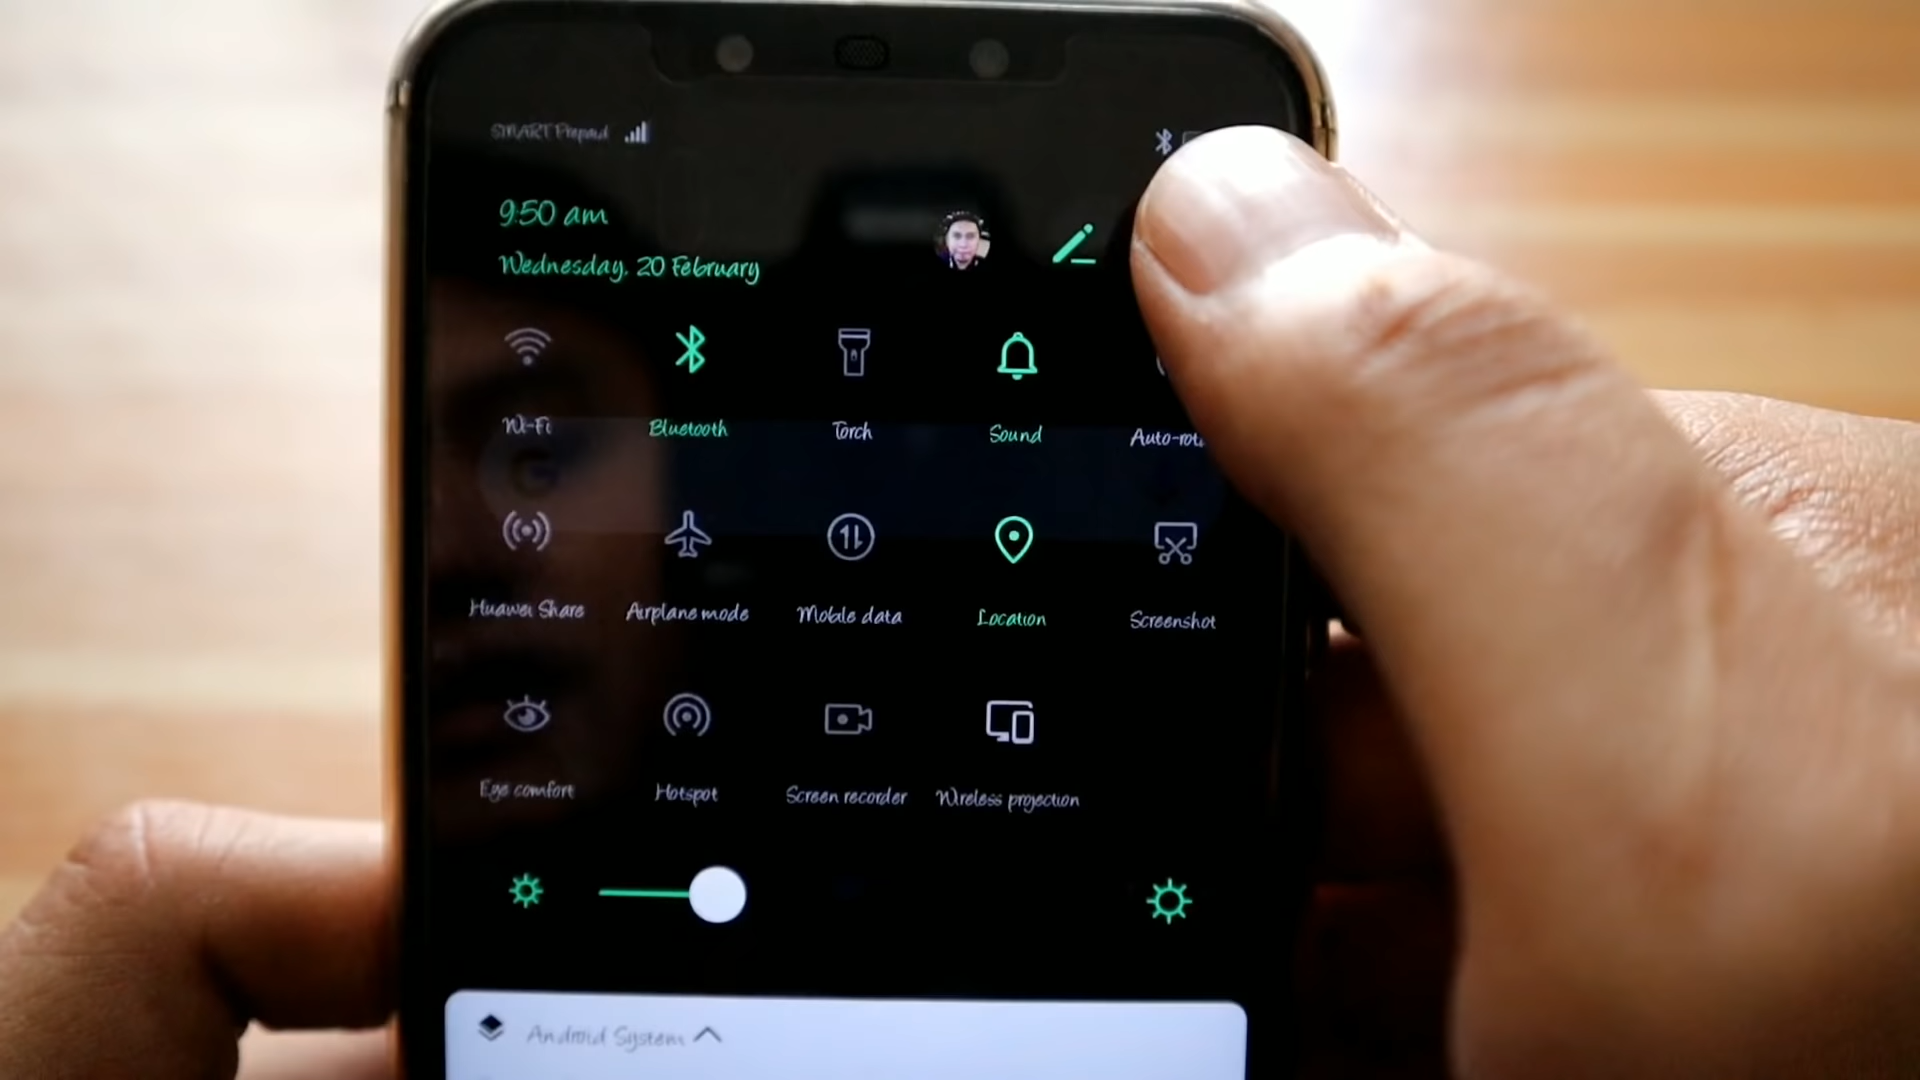 SMART Prepaid
9:50 am
Wednesday, 20 February
Wi-Fi Bluetooth Torch Sound
Huawei Share Airplane mode Mobile data Location Screenshot
Eye comfort Hotspot Screen recorder Wireless projection
Android System